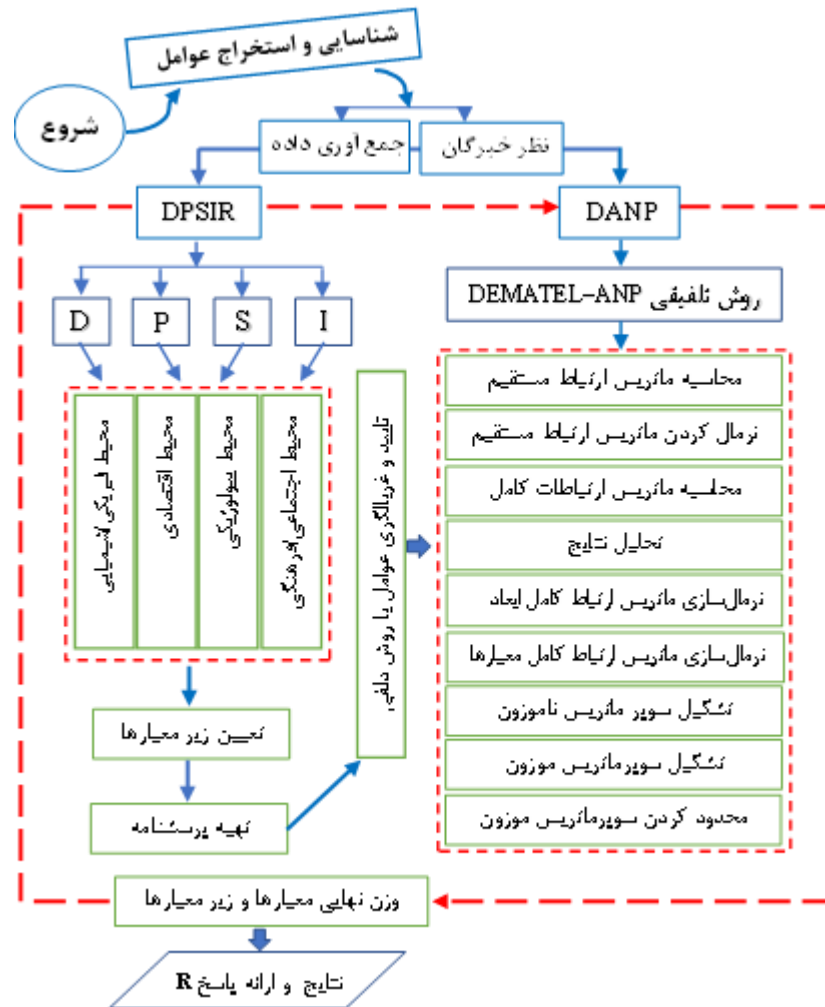 شناسایی و استخراج عوامل
شروع
نظر خبرگان
جمع آوری داده
DPSIR
DANP
روش تلفیقی DEMATEL-ANP
D
P
S
I
محیط فیزیکی/شیمیایی
محیط اقتصادی
محیط بیولوژیکی
محیط اجتماعی/فرهنگی
تعیین زیر معیارها
تهیه پرسشنامه
تایید و غربالگری عوامل با روش دلفی
محاسبه ماتریس ارتباط مستقیم
نرمال کردن ماتریس ارتباط مستقیم
محاسبه ماتریس ارتباطات کامل
تحلیل نتایج
نرمال‌سازی ماتریس ارتباط کامل ابعاد
نرمال‌سازی ماتریس ارتباط کامل معیارها
تشکیل سوپر ماتریس ناموزون
تشکیل سوپرماتریس موزون
محدود کردن سوپرماتریس موزون
وزن نهایی معیارها و زیر معیارها
نتایج و ارائه پاسخ R